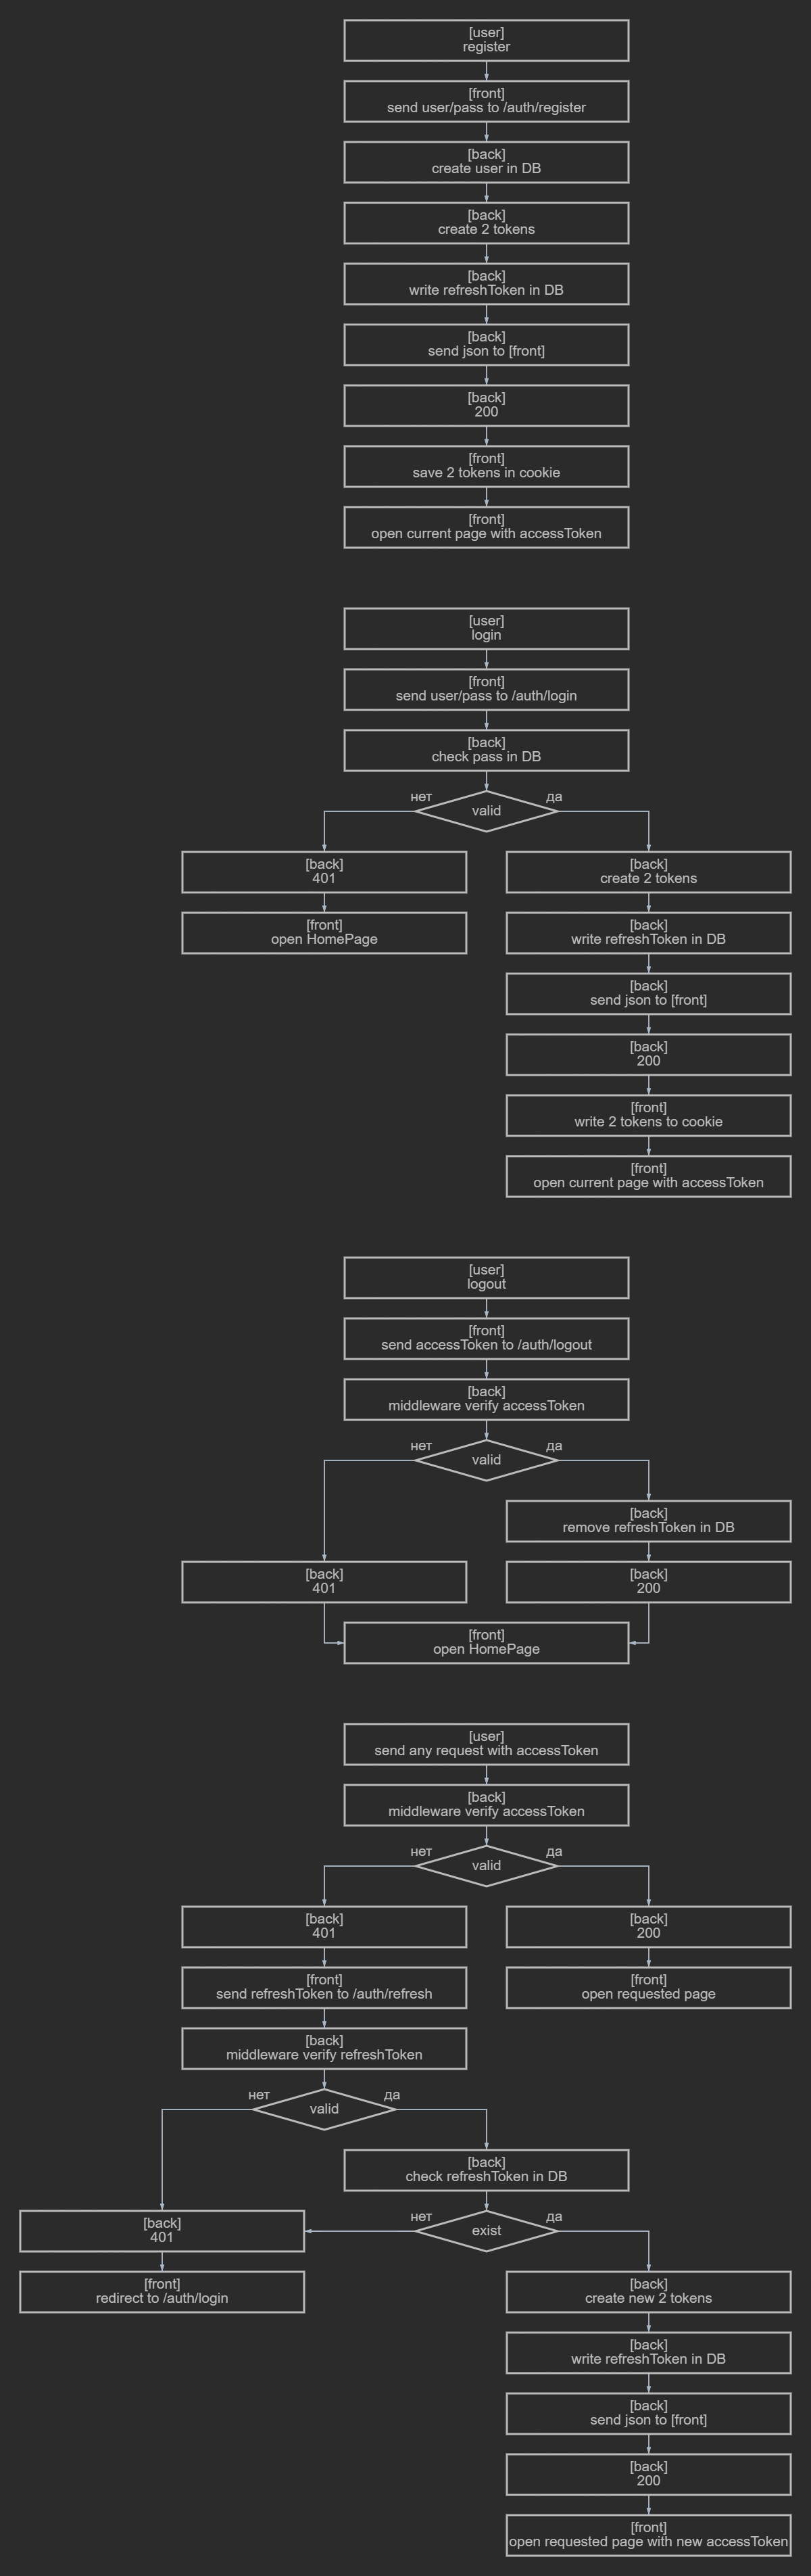 [user]
register
[front]
send user/pass to /auth/register
[back]
create user in DB
[back]
create 2 tokens
[back]
write refreshToken in DB
[back]
send json to [front]
[back]
200
[front]
save 2 tokens in cookie
[front]
open current page with accessToken
[user]
login
[front]
send user/pass to /auth/login
[back]
check pass in DB
нет
valid
да
[back]
401
[front]
open HomePage
[back]
create 2 tokens
[back]
write refreshToken in DB
[back]
send json to [front]
[back]
200
[front]
write 2 tokens to cookie
[front]
open current page with accessToken
[user]
logout
[front]
send accessToken to /auth/logout
[back]
middleware verify accessToken
нет
valid
да
[back]
remove refreshToken in DB
[back]
401
[back]
200
[front]
open HomePage
[user]
send any request with accessToken
[back]
middleware verify accessToken
нет
valid
да
[back]
401
[back]
200
[front]
send refreshToken to /auth/refresh
[front]
open requested page
[back]
middleware verify refreshToken
нет
valid
да
[back]
check refreshToken in DB
[back]
401
нет
exist
да
[front]
redirect to /auth/login
[back]
create new 2 tokens
[back]
write refreshToken in DB
[back]
send json to [front]
[back]
200
[front]
open requested page with new accessToken